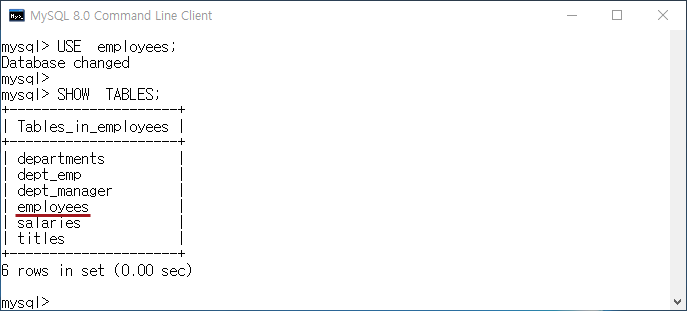 MySQL 8.0 Command Line Client
mysql> USE  employees;
Database changed
mysql>
mysql> SHOW  TABLES;
+---------------------+
| Tables_in_employees |
+---------------------+
| departments         |
| dept_emp            |
| dept_manager        |
| employees           |
| salaries            |
| titles              |
+---------------------+
6 rows in set (0.00 sec)
mysql>